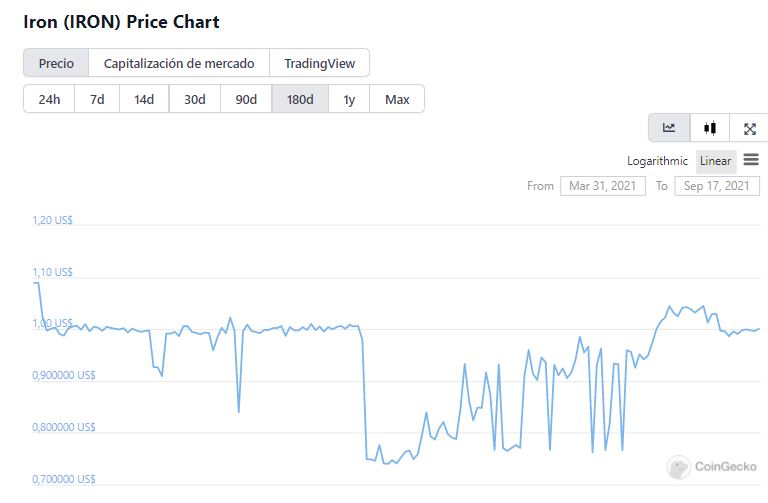 Iron (IRON) Price Chart
Precio Capitalización de mercado TradingView
24h 7d 14d 30d 90d 180d 1y Max
Logarithmic Linear
From Mar 31, 2021 To Sep 17, 2021
1,20 US$
1,10 US$
1,00 US$
0,900000 US$
0,800000 US$
0,700000 US$
CoinGecko